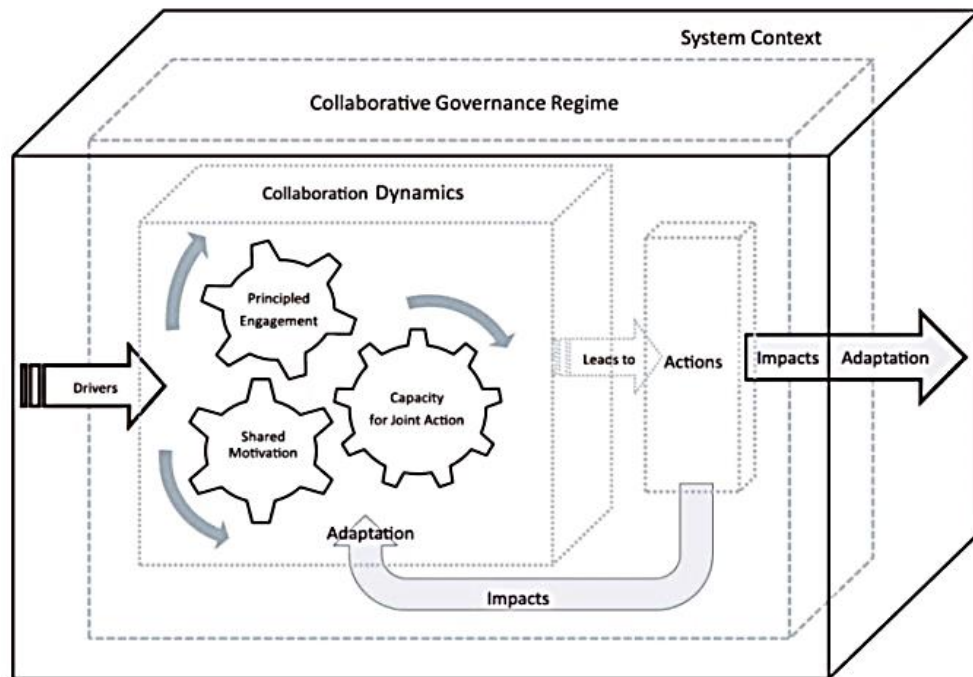 System Context
Collaborative Governance Regime
Collaboration Dynamics
Principled
Engagement
Drivers
Capacity
for Joint Action
Shared
Motivation
Leads to
Actions
Impacts
Adaptation
Adaptation
Impacts